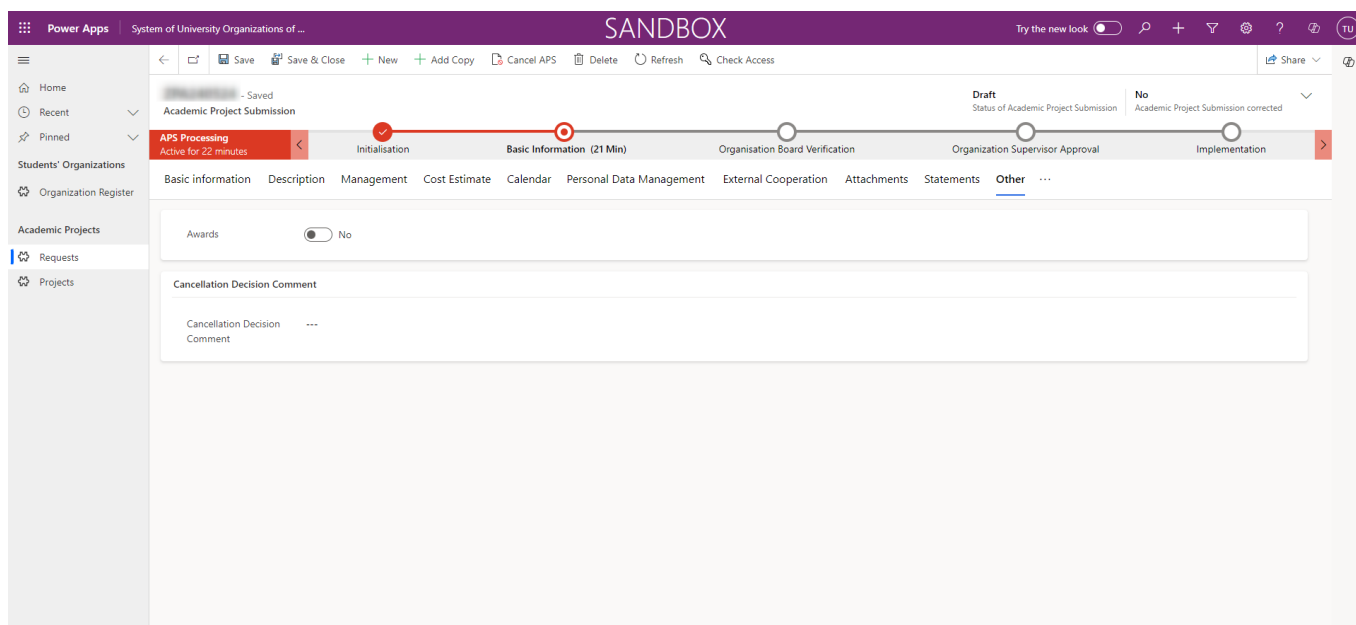 Power Apps System of University Organizations of ... SANDBOX Try the new look TU
Save Save & Close New Add Copy Cancel APS Delete Refresh Check Access Share
Home
Recent
Pinned
Students' Organizations
Organization Register
Academic Projects
Requests
Projects
- Saved
Academic Project Submission
Draft
Status of Academic Project Submission
No
Academic Project Submission corrected
APS Processing
Active for 22 minutes
Initialisation
Basic Information (21 Min)
Organisation Board Verification
Organization Supervisor Approval
Implementation
Basic information Description Management Cost Estimate Calendar Personal Data Management External Cooperation Attachments Statements Other ...
Awards No
Cancellation Decision Comment
Cancellation Decision ---
Comment